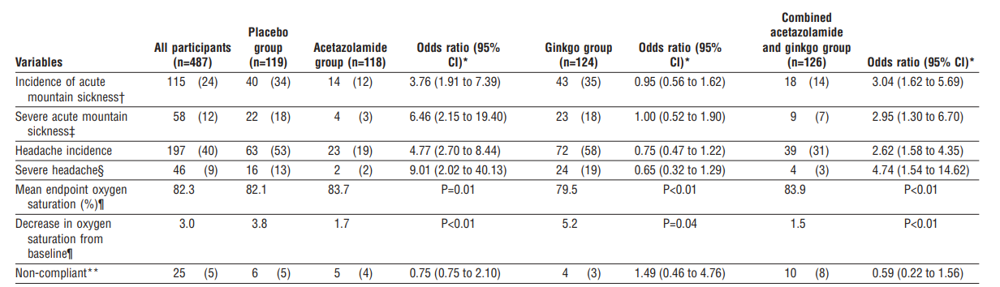 Variables All participants (n=487) Placebo group (n=119) Acetazolamide group (n=118) Odds ratio (95% CI)* Ginkgo group (n=124) Odds ratio (95% CI)* Combined acetazolamide and ginkgo group (n=126) Odds ratio (95% CI)*
Incidence of acute mountain sickness† 115 (24) 40 (34) 14 (12) 3.76 (1.91 to 7.39) 43 (35) 0.95 (0.56 to 1.62) 18 (14) 3.04 (1.62 to 5.69)
Severe acute mountain sickness‡ 58 (12) 22 (18) 4 (3) 6.46 (2.15 to 19.40) 23 (18) 1.00 (0.52 to 1.90) 9 (7) 2.95 (1.30 to 6.70)
Headache incidence 197 (40) 63 (53) 23 (19) 4.77 (2.70 to 8.44) 72 (58) 0.75 (0.47 to 1.22) 39 (31) 2.62 (1.58 to 4.35)
Severe headache§ 46 (9) 16 (13) 2 (2) 9.01 (2.02 to 40.13) 24 (19) 0.65 (0.32 to 1.29) 4 (3) 4.74 (1.54 to 14.62)
Mean endpoint oxygen saturation (%)¶ 82.3 82.1 83.7 P=0.01 79.5 P<0.01 83.9 P<0.01
Decrease in oxygen saturation from baseline¶ 3.0 3.8 1.7 P<0.01 5.2 P=0.04 1.5 P<0.01
Non-compliant** 25 (5) 6 (5) 5 (4) 0.75 (0.75 to 2.10) 4 (3) 1.49 (0.46 to 4.76) 10 (8) 0.59 (0.22 to 1.56)